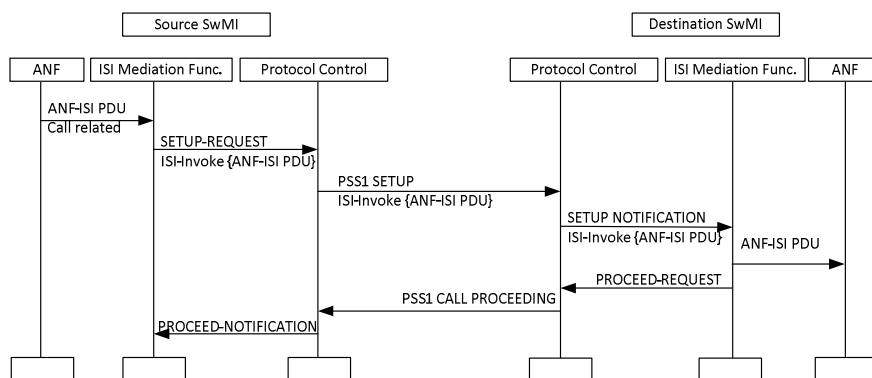 Source SwMI
Destination SwMI
ANF
ISI Mediation Func.
Protocol Control
Protocol Control
ISI Mediation Func.
ANF
ANF-ISI PDU
Call related
SETUP-REQUEST
ISI-Invoke {ANF-ISI PDU}
PSS1 SETUP
ISI-Invoke {ANF-ISI PDU}
SETUP NOTIFICATION
ISI-Invoke {ANF-ISI PDU}
ANF-ISI PDU
PROCEED-REQUEST
PSS1 CALL PROCEEDING
PROCEED-NOTIFICATION